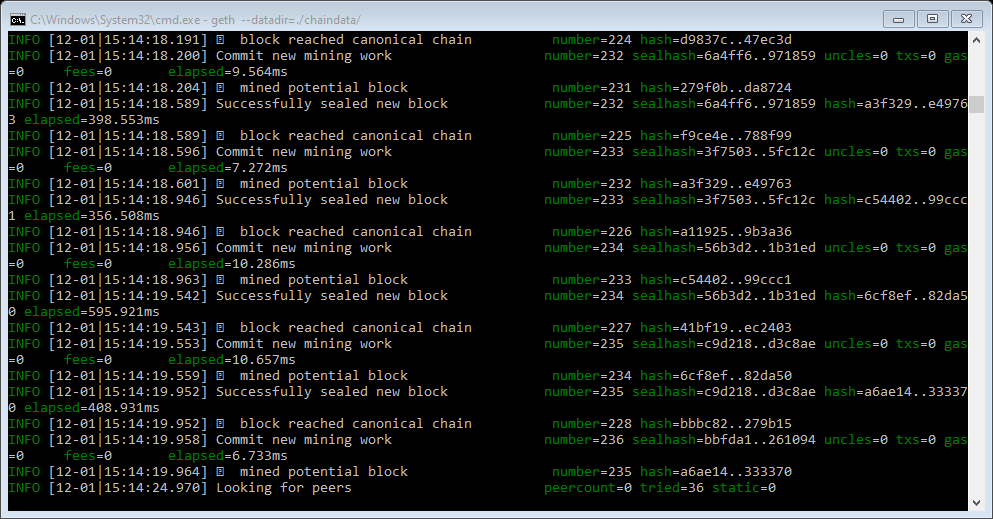 C:\Windows\System32\cmd.exe - geth --datadir=./chaindata/
INFO [12-01|15:14:18.191] block reached canonical chain number=224 hash=d9837c..47ec3d
INFO [12-01|15:14:18.200] Commit new mining work number=232 sealhash=6a4ff6..971859 uncles=0 txs=0 gas
=0 fees=0 elapsed=9.564ms
INFO [12-01|15:14:18.204] mined potential block number=231 hash=279f0b..da8724
INFO [12-01|15:14:18.589] Successfully sealed new block number=232 sealhash=6a4ff6..971859 hash=a3f329..e4976
3 elapsed=398.553ms
INFO [12-01|15:14:18.589] block reached canonical chain number=225 hash=f9ce4e..788f99
INFO [12-01|15:14:18.596] Commit new mining work number=233 sealhash=3f7503..5fc12c uncles=0 txs=0 gas
=0 fees=0 elapsed=7.272ms
INFO [12-01|15:14:18.601] mined potential block number=232 hash=a3f329..e49763
INFO [12-01|15:14:18.946] Successfully sealed new block number=233 sealhash=3f7503..5fc12c hash=c54402..99ccc
1 elapsed=356.508ms
INFO [12-01|15:14:18.946] block reached canonical chain number=226 hash=a11925..9b3a36
INFO [12-01|15:14:18.956] Commit new mining work number=234 sealhash=56b3d2..1b31ed uncles=0 txs=0 gas
=0 fees=0 elapsed=10.286ms
INFO [12-01|15:14:18.963] mined potential block number=233 hash=c54402..99ccc1
INFO [12-01|15:14:19.542] Successfully sealed new block number=234 sealhash=56b3d2..1b31ed hash=6cf8ef..82da5
0 elapsed=595.921ms
INFO [12-01|15:14:19.543] block reached canonical chain number=227 hash=41bf19..ec2403
INFO [12-01|15:14:19.553] Commit new mining work number=235 sealhash=c9d218..d3c8ae uncles=0 txs=0 gas
=0 fees=0 elapsed=10.657ms
INFO [12-01|15:14:19.559] mined potential block number=234 hash=6cf8ef..82da50
INFO [12-01|15:14:19.952] Successfully sealed new block number=235 sealhash=c9d218..d3c8ae hash=a6ae14..33337
0 elapsed=408.931ms
INFO [12-01|15:14:19.952] block reached canonical chain number=228 hash=bbbc82..279b15
INFO [12-01|15:14:19.958] Commit new mining work number=236 sealhash=bbfda1..261094 uncles=0 txs=0 gas
=0 fees=0 elapsed=6.733ms
INFO [12-01|15:14:19.964] mined potential block number=235 hash=a6ae14..333370
INFO [12-01|15:14:24.970] Looking for peers peercount=0 tried=36 static=0